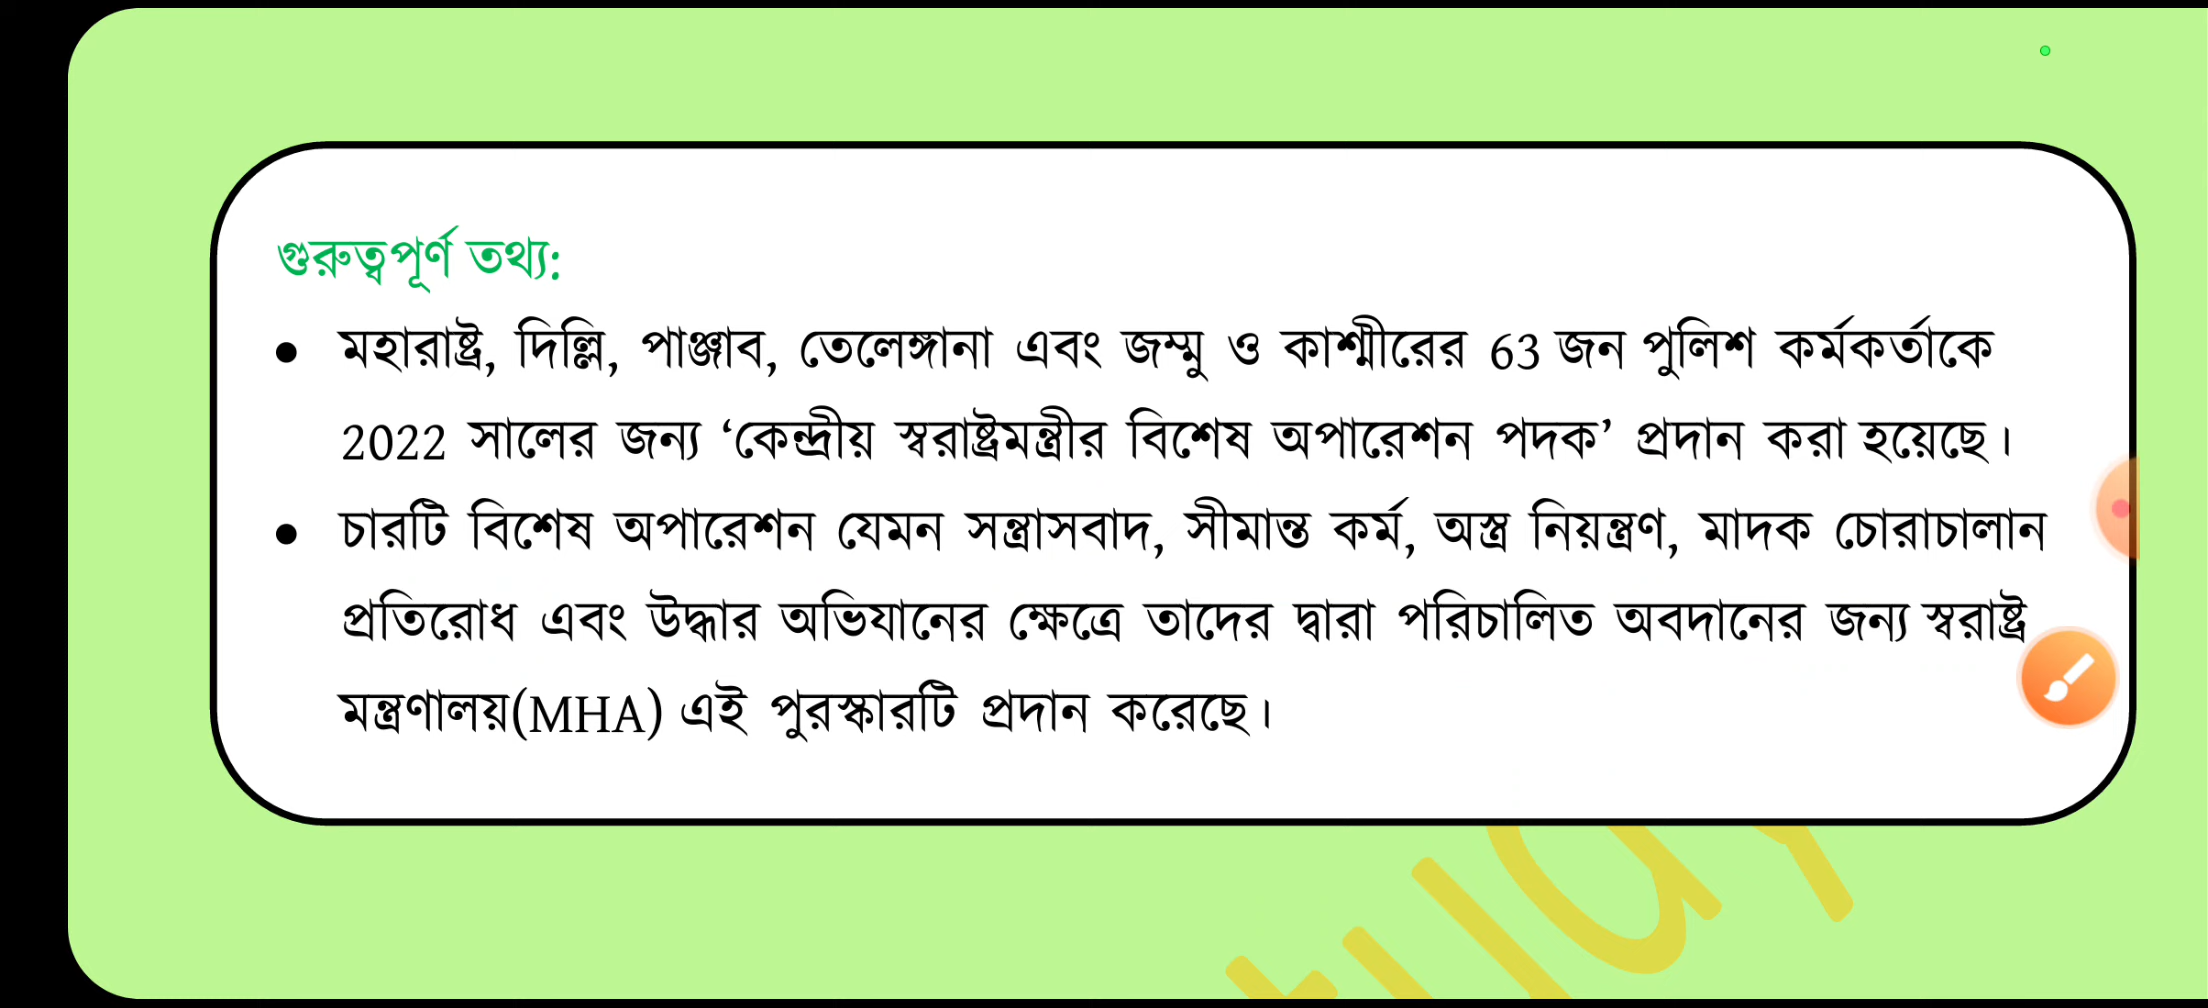 গুরুত্বপূর্ণ তথ্য:
● মহারাষ্ট্র, দিল্লি, পাঞ্জাব, তেলেঙ্গানা এবং জম্মু ও কাশ্মীরের 63 জন পুলিশ কর্মকর্তাকে
2022 সালের জন্য ‘কেন্দ্রীয় স্বরাষ্ট্রমন্ত্রীর বিশেষ অপারেশন পদক’ প্রদান করা হয়েছে।
● চারটি বিশেষ অপারেশন যেমন সন্ত্রাসবাদ, সীমান্ত কর্ম, অস্ত্র নিয়ন্ত্রণ, মাদক চোরাচালান
প্রতিরোধ এবং উদ্ধার অভিযানের ক্ষেত্রে তাদের দ্বারা পরিচালিত অবদানের জন্য স্বরাষ্ট্র
মন্ত্রণালয়(MHA) এই পুরস্কারটি প্রদান করেছে।